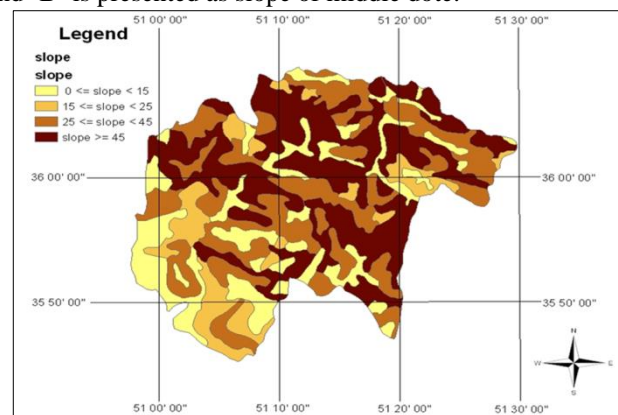 is presented as slope of middle dote.
51 00' 00" 51 10' 00" 51 20' 00" 51 30' 00"
Legend
slope
slope
0 <= slope < 15
15 <= slope < 25
25 <= slope < 45
slope >= 45
36 00' 00" 36 00' 00"
35 50' 00" 35 50' 00"
N
W E
S
51 00' 00" 51 10' 00" 51 20' 00" 51 30' 00"